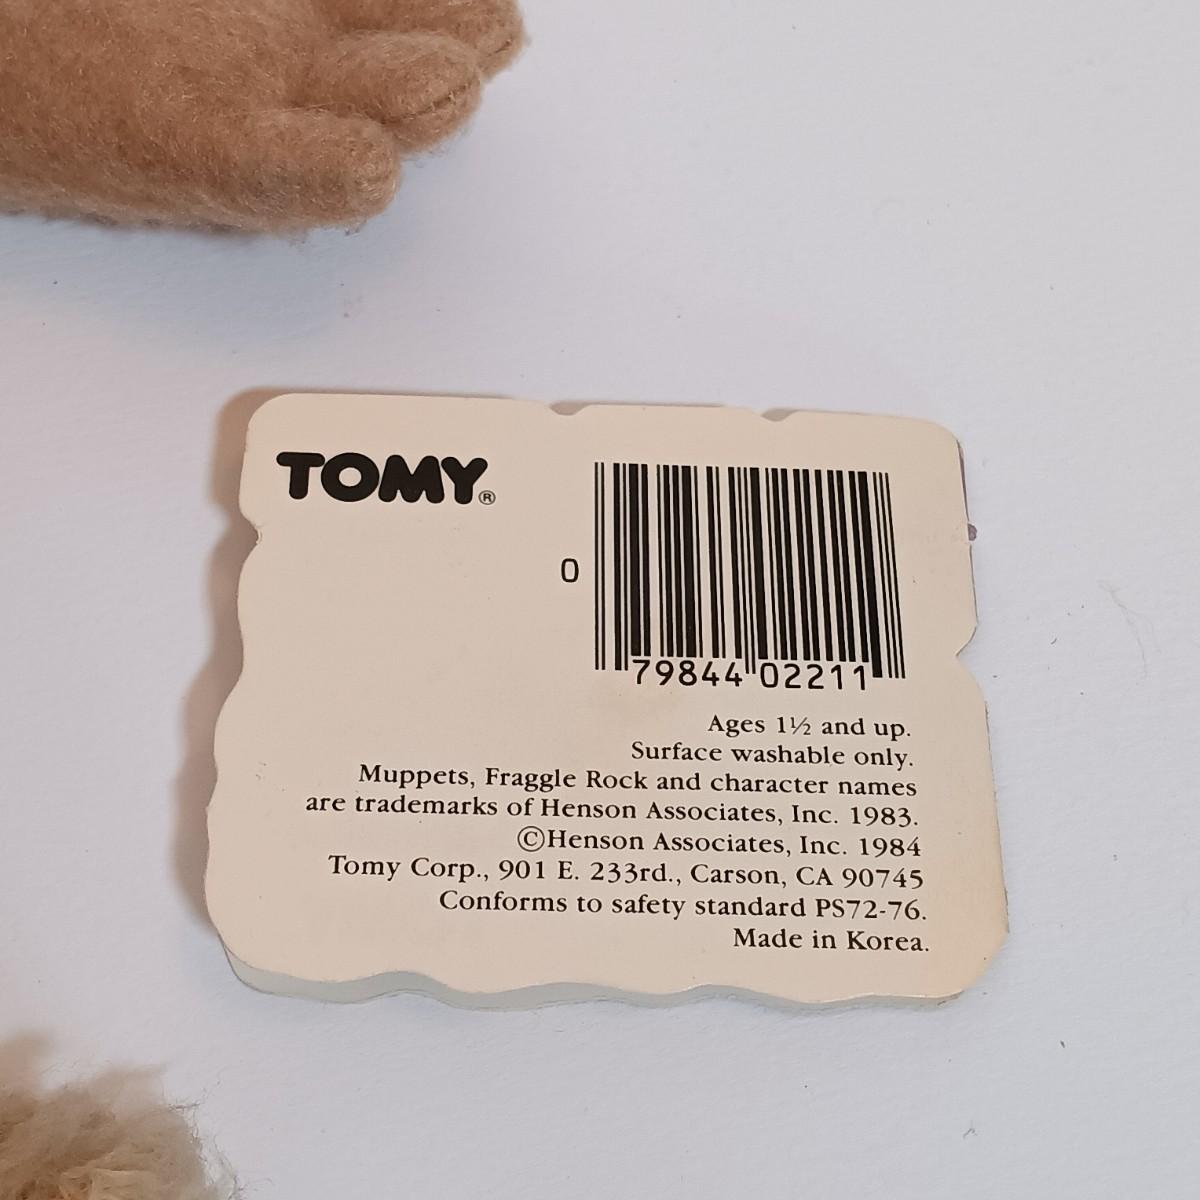 TOMY®
0
79844 02211
Ages 1½ and up.
Surface washable only.
Muppets, Fraggle Rock and character names
are trademarks of Henson Associates, Inc. 1983.
©Henson Associates, Inc. 1984
Tomy Corp., 901 E. 233rd., Carson, CA 90745
Conforms to safety standard PS72-76.
Made in Korea.